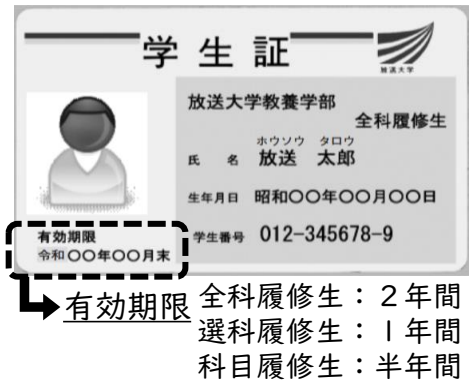 学生証
放送大学
放送大学教養学部
全科履修生
ホウソウ タロウ
氏 名 放送 太郎
生年月日 昭和〇〇年〇〇月〇〇日
学生番号 012-345678-9
有効期限
令和〇〇年〇〇月末
有効期限 全科履修生:2年間
選科履修生:1年間
科目履修生:半年間